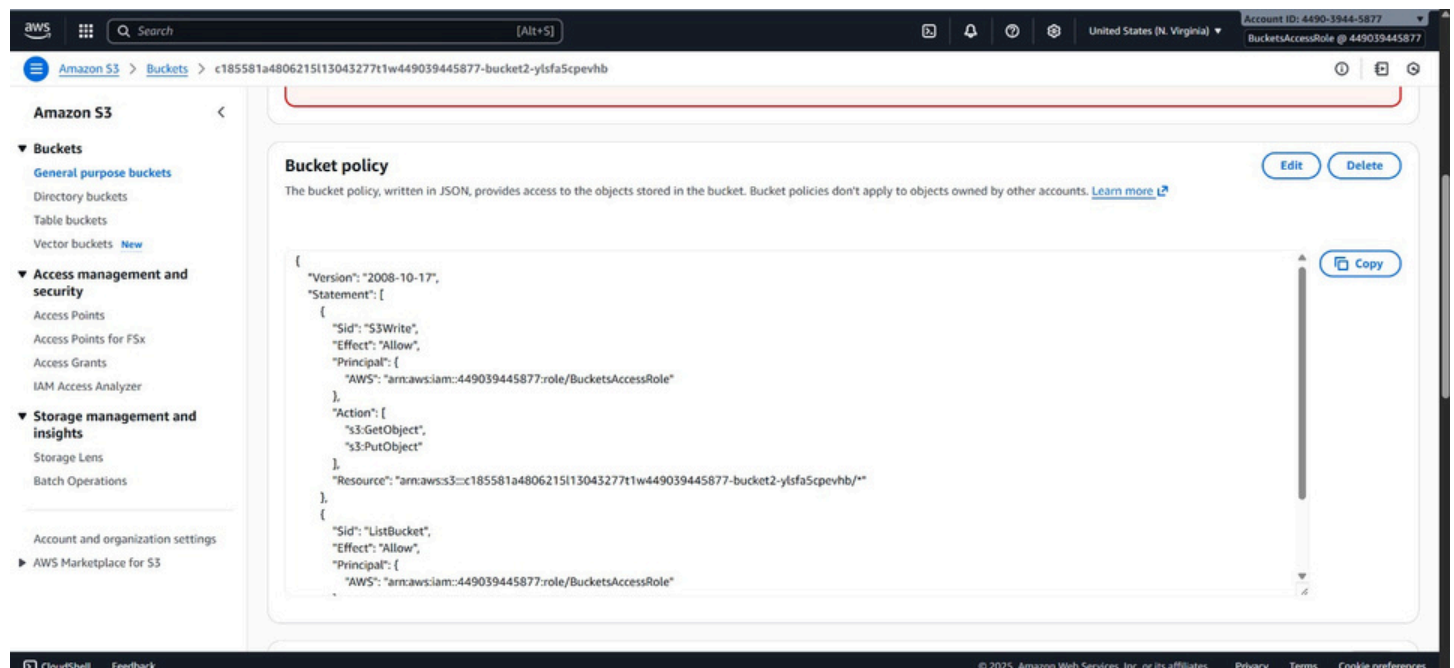 aws
Search [Alt+S]
United States (N. Virginia)
Account ID: 4490-3944-5877
BucketsAccessRole @ 449039445877
Amazon S3 > Buckets > c185581a4806215l13043277t1w449039445877-bucket2-ylsfa5cpevhb
Amazon S3
Buckets
General purpose buckets
Directory buckets
Table buckets
Vector buckets New
Access management and
security
Access Points
Access Points for FSx
Access Grants
IAM Access Analyzer
Storage management and
insights
Storage Lens
Batch Operations
Account and organization settings
AWS Marketplace for S3
Bucket policy
Edit
Delete
The bucket policy, written in JSON, provides access to the objects stored in the bucket. Bucket policies don't apply to objects owned by other accounts. Learn more
Copy
{
"Version": "2008-10-17",
"Statement": [
{
"Sid": "S3Write",
"Effect": "Allow",
"Principal": {
"AWS": "arn:aws:iam::449039445877:role/BucketsAccessRole"
},
"Action": [
"s3:GetObject",
"s3:PutObject"
],
"Resource": "arn:aws:s3:::c185581a4806215l13043277t1w449039445877-bucket2-ylsfa5cpevhb/*"
},
{
"Sid": "ListBucket",
"Effect": "Allow",
"Principal": {
"AWS": "arn:aws:iam::449039445877:role/BucketsAccessRole"
CloudShell Feedback
© 2025, Amazon Web Services, Inc. or its affiliates. Privacy Terms Cookie preferences